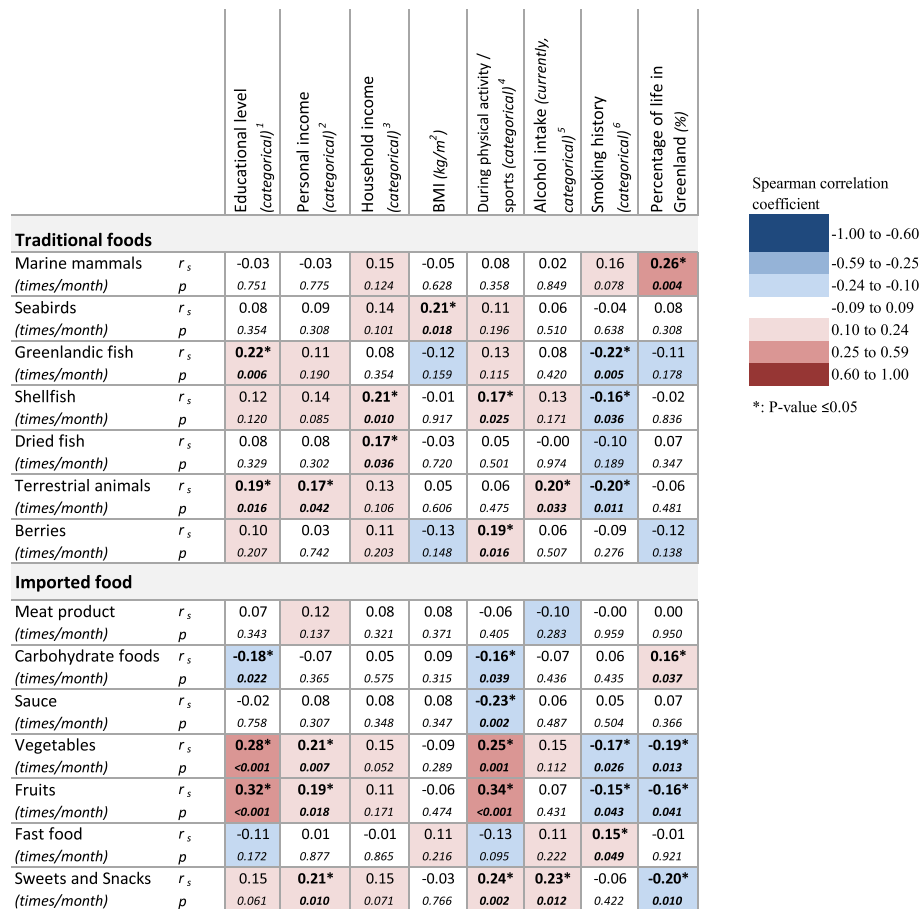 Educational level (categorical) 1
Personal income (categorical) 2
Household income (categorical) 3
BMI (kg/m2)
During physical activity / sports (categorical) 4
Alcohol intake (currently, categorical) 5
Smoking history (categorical) 6
Percentage of life in Greenland (%)
Spearman correlation
coefficient
-1.00 to -0.60
-0.59 to -0.25
-0.24 to -0.10
-0.09 to 0.09
0.10 to 0.24
0.25 to 0.59
0.60 to 1.00
*: P-value ≤0.05
Traditional foods
Marine mammals r s -0.03 -0.03 0.15 -0.05 0.08 0.02 0.16 0.26*
(times/month) p 0.751 0.775 0.124 0.628 0.358 0.849 0.078 0.004
Seabirds r s 0.08 0.09 0.14 0.21* 0.11 0.06 -0.04 0.08
(times/month) p 0.354 0.308 0.101 0.018 0.196 0.510 0.638 0.308
Greenlandic fish r s 0.22* 0.11 0.08 -0.12 0.13 0.08 -0.22* -0.11
(times/month) p 0.006 0.190 0.354 0.159 0.115 0.420 0.005 0.178
Shellfish r s 0.12 0.14 0.21* -0.01 0.17* 0.13 -0.16* -0.02
(times/month) p 0.120 0.085 0.010 0.917 0.025 0.171 0.036 0.836
Dried fish r s 0.08 0.08 0.17* -0.03 0.05 -0.00 -0.10 0.07
(times/month) p 0.329 0.302 0.036 0.720 0.501 0.974 0.189 0.347
Terrestrial animals r s 0.19* 0.17* 0.13 0.05 0.06 0.20* -0.20* -0.06
(times/month) p 0.016 0.042 0.106 0.606 0.475 0.033 0.011 0.481
Berries r s 0.10 0.03 0.11 -0.13 0.19* 0.06 -0.09 -0.12
(times/month) p 0.207 0.742 0.203 0.148 0.016 0.507 0.276 0.138
Imported food
Meat product r s 0.07 0.12 0.08 0.08 -0.06 -0.10 -0.00 0.00
(times/month) p 0.343 0.137 0.321 0.371 0.405 0.283 0.959 0.950
Carbohydrate foods r s -0.18* -0.07 0.05 0.09 -0.16* -0.07 0.06 0.16*
(times/month) p 0.022 0.365 0.575 0.315 0.039 0.436 0.435 0.037
Sauce r s -0.02 0.08 0.08 0.08 -0.23* 0.06 0.05 0.07
(times/month) p 0.758 0.307 0.348 0.347 0.002 0.487 0.504 0.366
Vegetables r s 0.28* 0.21* 0.15 -0.09 0.25* 0.15 -0.17* -0.19*
(times/month) p <0.001 0.007 0.052 0.289 0.001 0.112 0.026 0.013
Fruits r s 0.32* 0.19* 0.11 -0.06 0.34* 0.07 -0.15* -0.16*
(times/month) p <0.001 0.018 0.171 0.474 <0.001 0.431 0.043 0.041
Fast food r s -0.11 0.01 -0.01 0.11 -0.13 0.11 0.15* -0.01
(times/month) p 0.172 0.877 0.865 0.216 0.095 0.222 0.049 0.921
Sweets and Snacks r s 0.15 0.21* 0.15 -0.03 0.24* 0.23* -0.06 -0.20*
(times/month) p 0.061 0.010 0.071 0.766 0.002 0.012 0.422 0.010